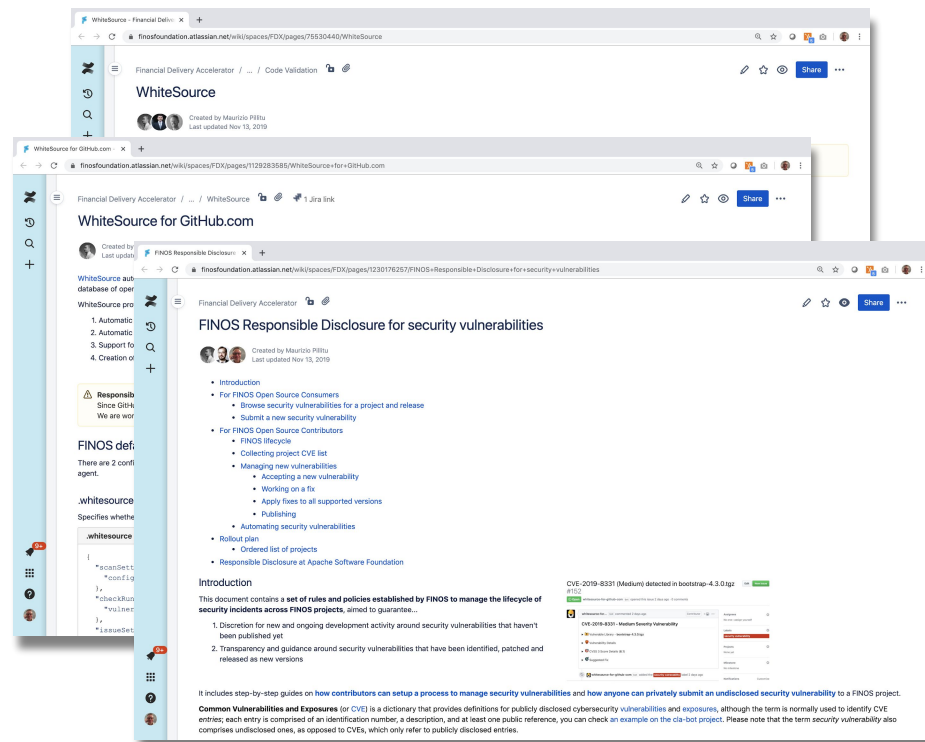 WhiteSource - Financial Delive
finosfoundation.atlassian.net/wiki/spaces/FDX/pages/75530440/WhiteSource
Financial Delivery Accelerator / ... / Code Validation
Share
WhiteSource
Created by Maurizio Pillitu
Last updated Nov 13, 2019
WhiteSource for GitHub.com
finosfoundation.atlassian.net/wiki/spaces/FDX/pages/1129283585/WhiteSource+for+GitHub.com
Financial Delivery Accelerator / ... / WhiteSource 1 Jira link
Share
WhiteSource for GitHub.com
Created by
Last update
WhiteSource aut
database of oper
WhiteSource pro
1. Automatic
2. Automatic
3. Support fo
4. Creation of
Responsib
Since GitHu
We are wor
FINOS defa
There are 2 confi
agent.
.whitesource
Specifies whethe
.whitesource
{
"scanSett
"config
},
"checkRun
"vulner
},
"issueSet
9+
FINOS Responsible Disclosure
finosfoundation.atlassian.net/wiki/spaces/FDX/pages/1230176257/FINOS+Responsible+Disclosure+for+security+vulnerabilities
Financial Delivery Accelerator
Share
FINOS Responsible Disclosure for security vulnerabilities
Created by Maurizio Pillitu
Last updated Nov 13, 2019
• Introduction
• For FINOS Open Source Consumers
• Browse security vulnerabilities for a project and release
• Submit a new security vulnerability
• For FINOS Open Source Contributors
• FINOS lifecycle
• Collecting project CVE list
• Managing new vulnerabilities
• Accepting a new vulnerability
• Working on a fix
• Apply fixes to all supported versions
• Publishing
• Automating security vulnerabilities
• Rollout plan
• Ordered list of projects
• Responsible Disclosure at Apache Software Foundation
Introduction
This document contains a set of rules and policies established by FINOS to manage the lifecycle of
security incidents across FINOS projects, aimed to guarantee...
1. Discretion for new and ongoing development activity around security vulnerabilities that haven't
been published yet
2. Transparency and guidance around security vulnerabilities that have been identified, patched and
released as new versions
CVE-2019-8331 (Medium) detected in bootstrap-4.3.0.tgz
#152
CVE-2019-8331 - Medium Severity Vulnerability
It includes step-by-step guides on how contributors can setup a process to manage security vulnerabilities and how anyone can privately submit an undisclosed security vulnerability to a FINOS project.
Common Vulnerabilities and Exposures (or CVE) is a dictionary that provides definitions for publicly disclosed cybersecurity vulnerabilities and exposures, although the term is normally used to identify CVE
entries; each entry is comprised of an identification number, a description, and at least one public reference, you can check an example on the cla-bot project. Please note that the term security vulnerability also
comprises undisclosed ones, as opposed to CVEs, which only refer to publicly disclosed entries.
9+